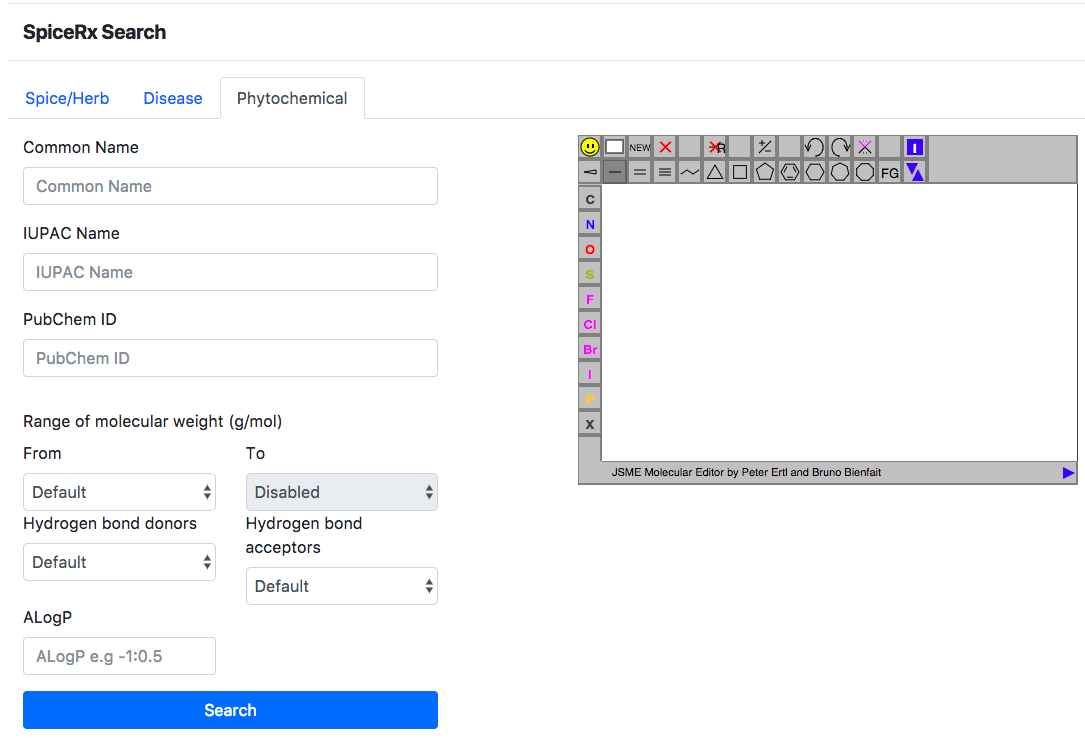 SpiceRx Search
Spice/Herb Disease Phytochemical
Common Name
Common Name
IUPAC Name
IUPAC Name
PubChem ID
PubChem ID
Range of molecular weight (g/mol)
From To
Default Disabled
Hydrogen bond donors Hydrogen bond
acceptors
Default
Default
ALogP
ALogP e.g -1:0.5
Search
NEW R +/- I
FG
C
N
O
S
F
Cl
Br
I
P
X
JSME Molecular Editor by Peter Ertl and Bruno Bienfait